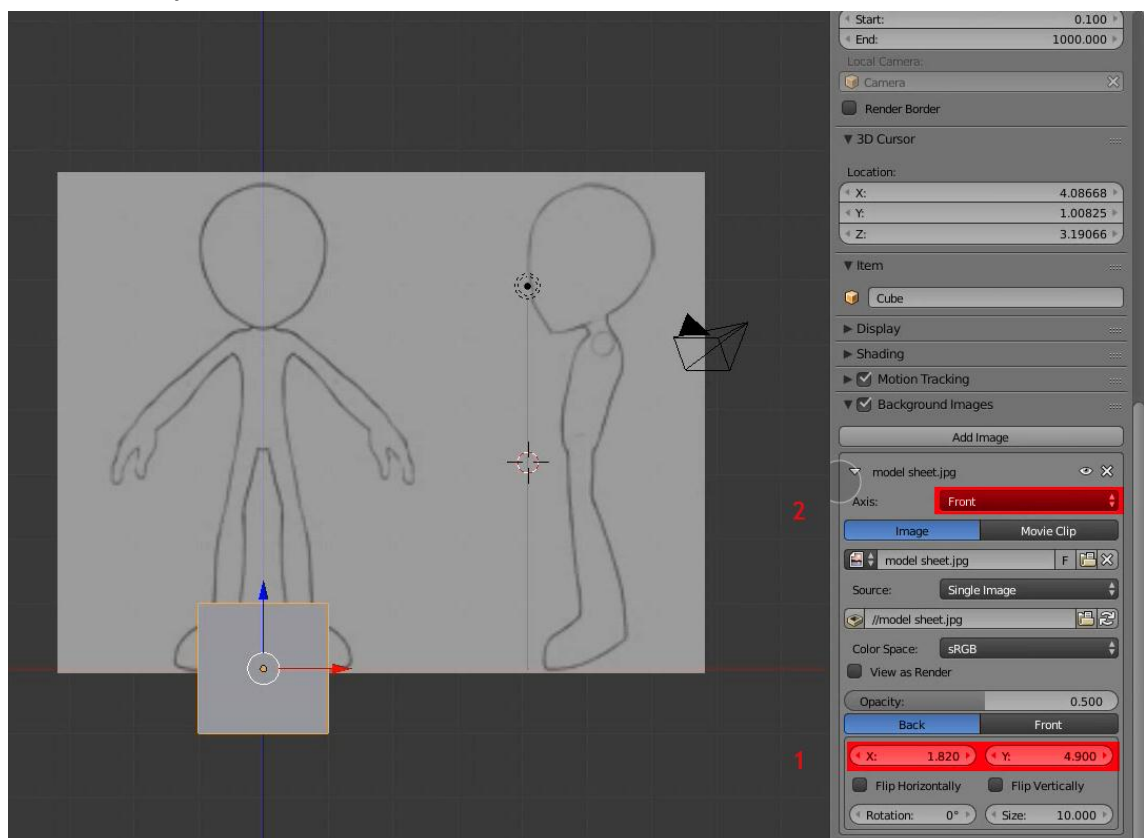 Start: 0.100
End: 1000.000
Local Camera:
Camera
Render Border
3D Cursor
Location:
X: 4.08668
Y: 1.00825
Z: 3.19066
Item
Cube
Display
Shading
Motion Tracking
Background Images
Add Image
model sheet.jpg
2 Axis: Front
Image Movie Clip
model sheet.jpg F
Source: Single Image
//model sheet.jpg
Color Space: sRGB
View as Render
Opacity: 0.500
Back Front
1 X: 1.820 Y: 4.900
Flip Horizontally Flip Vertically
Rotation: 0° Size: 10.000